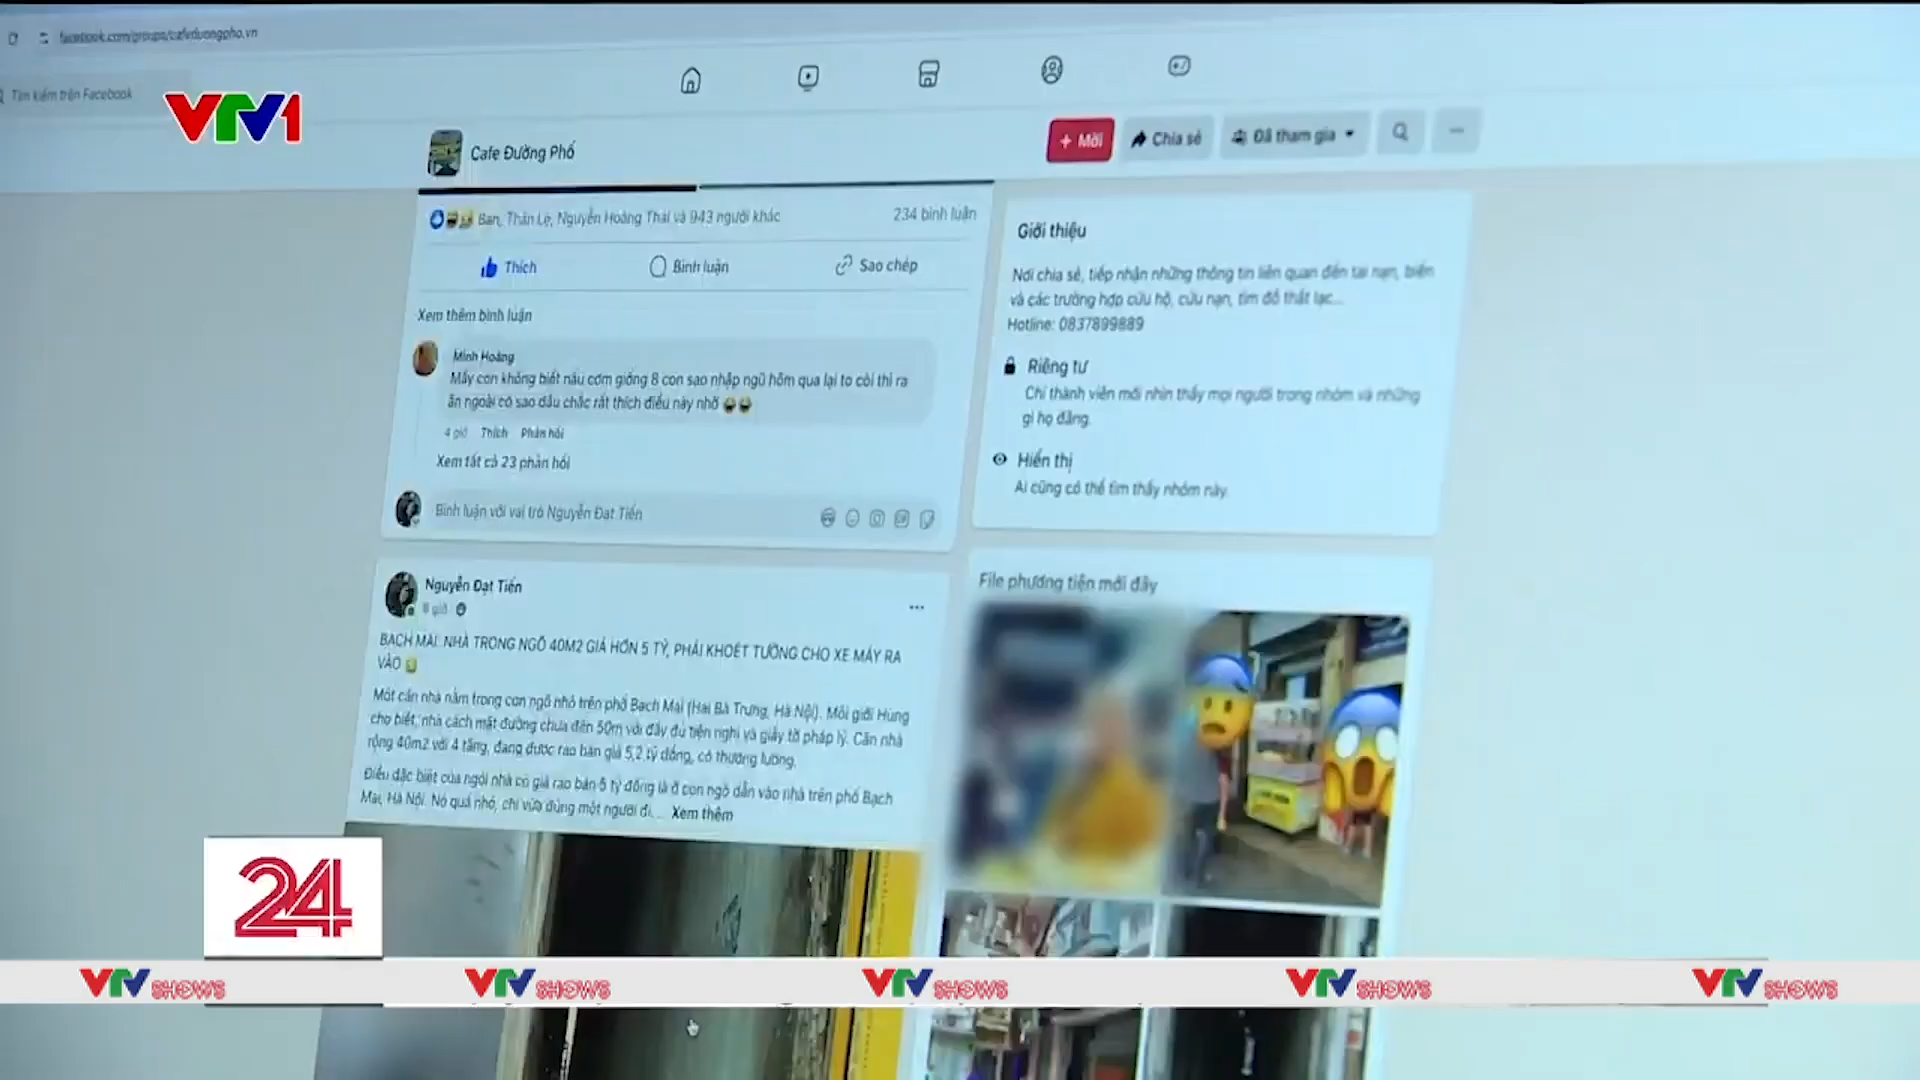 facebook.com/groups/cafeduongpho.vn
Tìm kiếm trên Facebook
VTV1
Cafe Đường Phố
+ Mời
Chia sẻ
Đã tham gia
Bạn, Thân Lê, Nguyễn Hoàng Thái và 943 người khác
234 bình luận
Thích
Bình luận
Sao chép
Xem thêm bình luận
Minh Hoàng
Mấy con không biết nấu cơm giống 8 con sao nhập ngũ hôm qua lại to còi thì ra
ăn ngoài có sao đâu chắc rất thích điều này nhở
4 giờ Thích Phản hồi
Xem tất cả 23 phản hồi
Bình luận với vai trò Nguyễn Đạt Tiến
Giới thiệu
Nơi chia sẻ, tiếp nhận những thông tin liên quan đến tai nạn, biển
và các trường hợp cứu hộ, cứu nạn, tìm đồ thất lạc...
Hotline: 0837899889
Riêng tư
Chỉ thành viên mới nhìn thấy mọi người trong nhóm và những
gì họ đăng.
Hiển thị
Ai cũng có thể tìm thấy nhóm này.
File phương tiện mới đây
Nguyễn Đạt Tiến
8 giờ
BẠCH MAI: NHÀ TRONG NGÕ 40M2 GIÁ HƠN 5 TỶ, PHẢI KHOÉT TƯỜNG CHO XE MÁY RA
VÀO
Một căn nhà nằm trong con ngõ nhỏ trên phố Bạch Mai (Hai Bà Trưng, Hà Nội). Môi giới Hùng
cho biết, nhà cách mặt đường chưa đến 50m với đầy đủ tiện nghi và giấy tờ pháp lý. Căn nhà
rộng 40m2 với 4 tầng, đang được rao bán giá 5,2 tỷ đồng, có thương lượng.
Điều đặc biệt của ngôi nhà có giá rao bán 5 tỷ đồng là ở con ngõ dẫn vào nhà trên phố Bạch
Mai, Hà Nội. Nó quá nhỏ, chỉ vừa đúng một người đi.... Xem thêm
24
VTV SHOWS VTV SHOWS VTV SHOWS VTV SHOWS VTV SHOWS